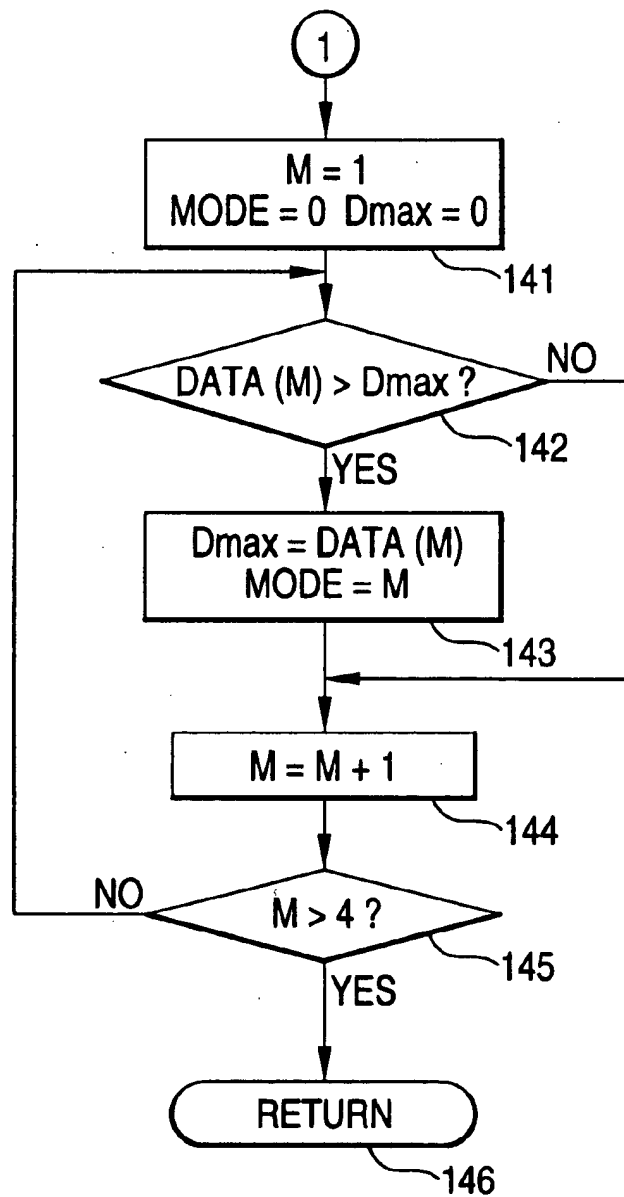 1
M = 1
MODE = 0 Dmax = 0
141
DATA (M) > Dmax ?
NO
142
YES
Dmax = DATA (M)
MODE = M
143
M = M + 1
144
NO
M > 4 ?
145
YES
RETURN
146